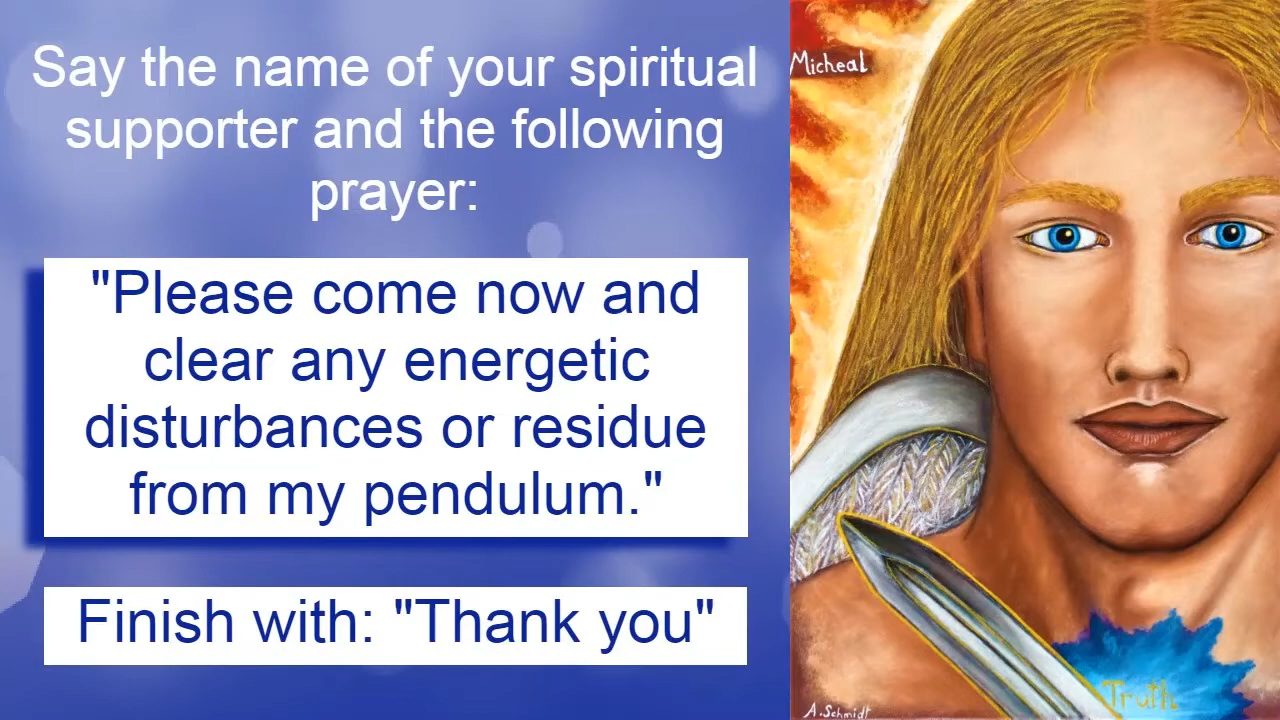 Say the name of your spiritual
supporter and the following
prayer:
"Please come now and
clear any energetic
disturbances or residue
from my pendulum."
Finish with: "Thank you"
Micheal
Truth
A.Schmidt